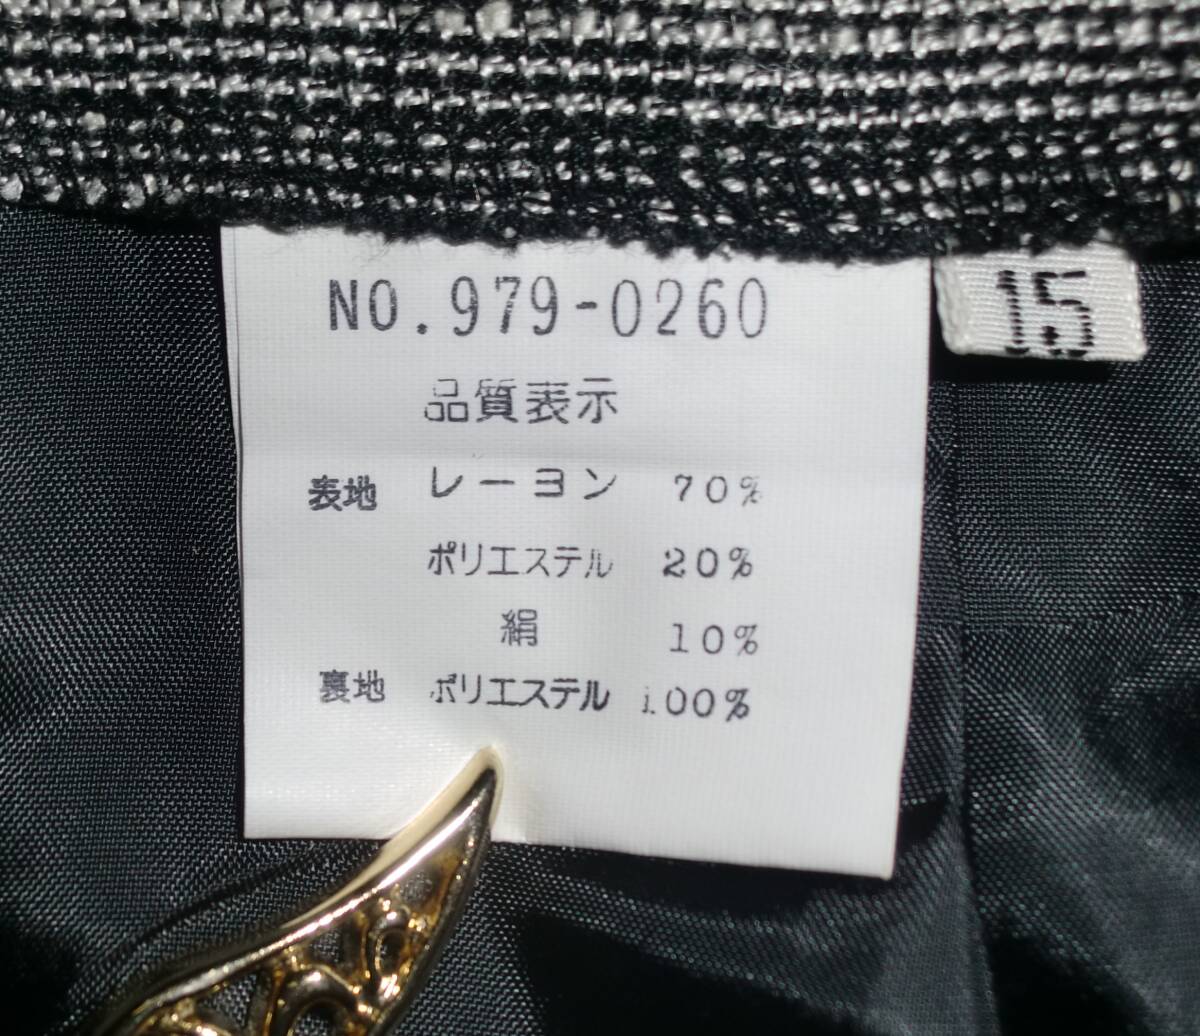 NO.979-0260
15
品質表示
表地 レーヨン 70%
ポリエステル 20%
絹 10%
裏地 ポリエステル 100%